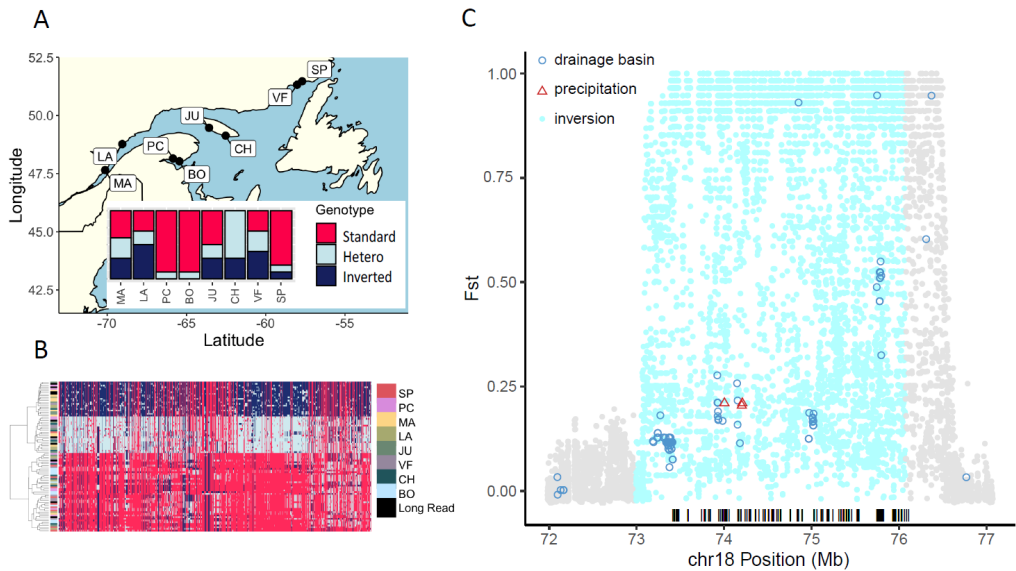 A
52.5
50.0
47.5
45.0
42.5
Longitude
SP
VF
JU
CH
LA
PC
MA
BO
Genotype
Standard
Hetero
Inverted
MA
LA
PC
BO
JU
CH
VF
SP
-70
-65
-60
-55
Latitude
B
SP
PC
MA
LA
JU
VF
CH
BO
Long Read
C
drainage basin
precipitation
inversion
1.00
0.75
0.50
0.25
0.00
Fst
72
73
74
75
76
77
chr18 Position (Mb)